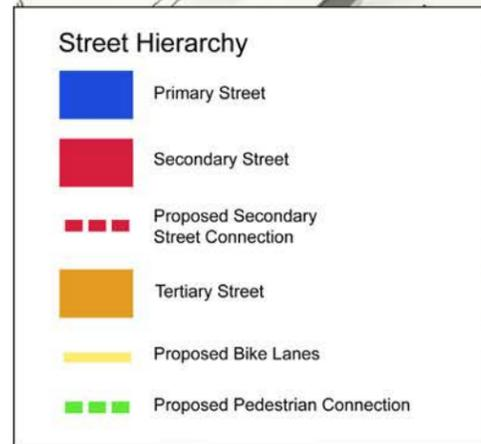 Street Hierarchy
Primary Street
Secondary Street
Proposed Secondary
Street Connection
Tertiary Street
Proposed Bike Lanes
Proposed Pedestrian Connection